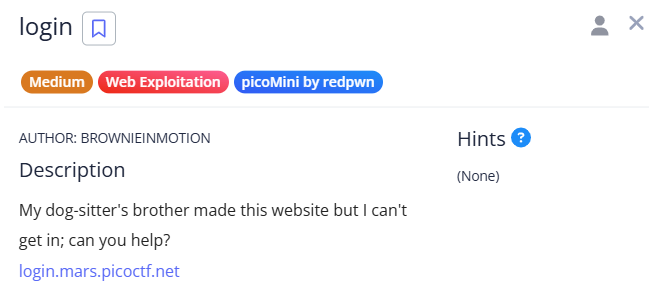 login
Medium Web Exploitation picoMini by redpwn
AUTHOR: BROWNIEINMOTION
Description
My dog-sitter's brother made this website but I can't
get in; can you help?
login.mars.picoctf.net
Hints ?
(None)